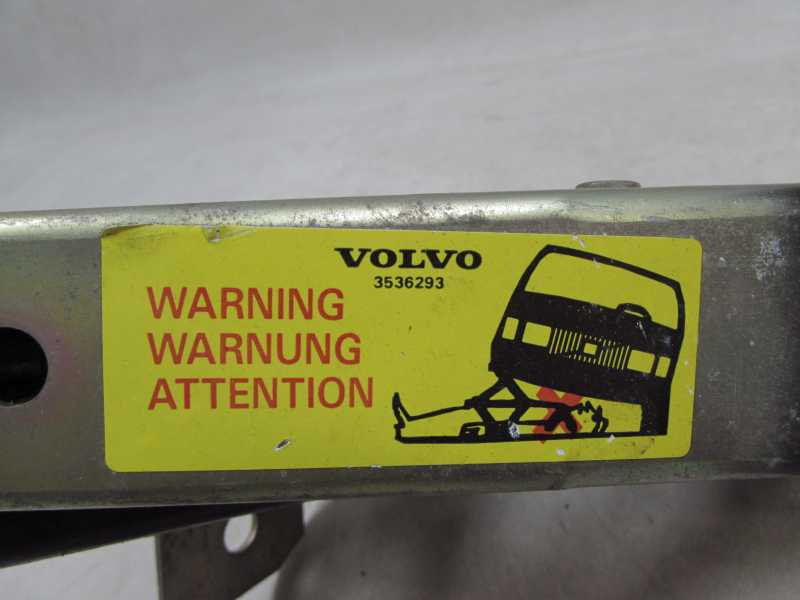 VOLVO
3536293
WARNING
WARNUNG
ATTENTION